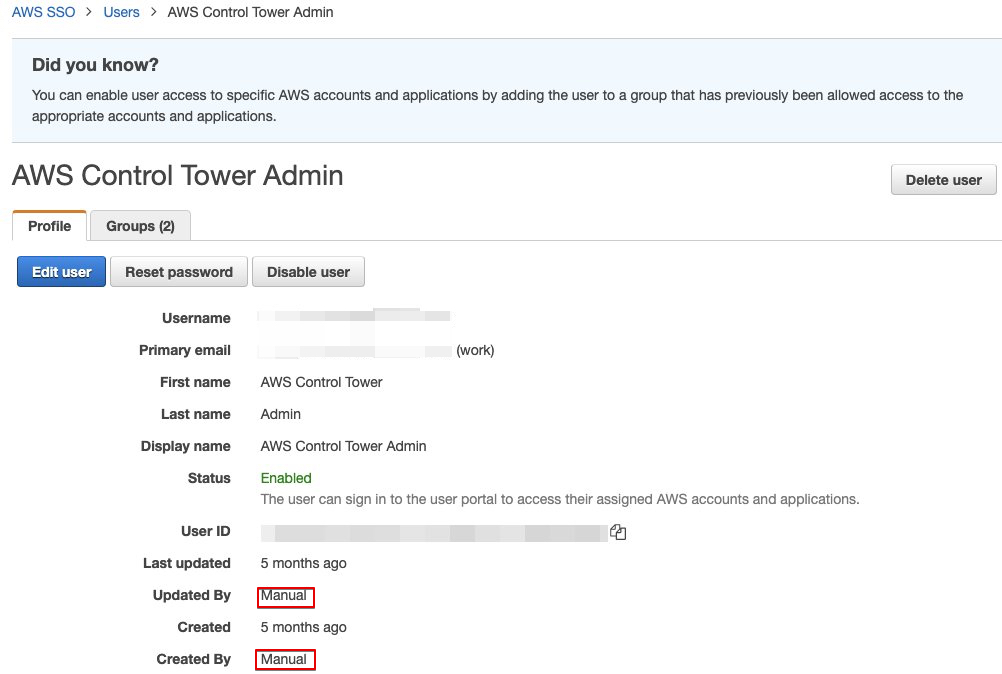 AWS SSO > Users > AWS Control Tower Admin
Did you know?
You can enable user access to specific AWS accounts and applications by adding the user to a group that has previously been allowed access to the
appropriate accounts and applications.
AWS Control Tower Admin
Delete user
Profile Groups (2)
Edit user Reset password Disable user
Username
Primary email (work)
First name AWS Control Tower
Last name Admin
Display name AWS Control Tower Admin
Status Enabled
The user can sign in to the user portal to access their assigned AWS accounts and applications.
User ID
Last updated 5 months ago
Updated By Manual
Created 5 months ago
Created By Manual